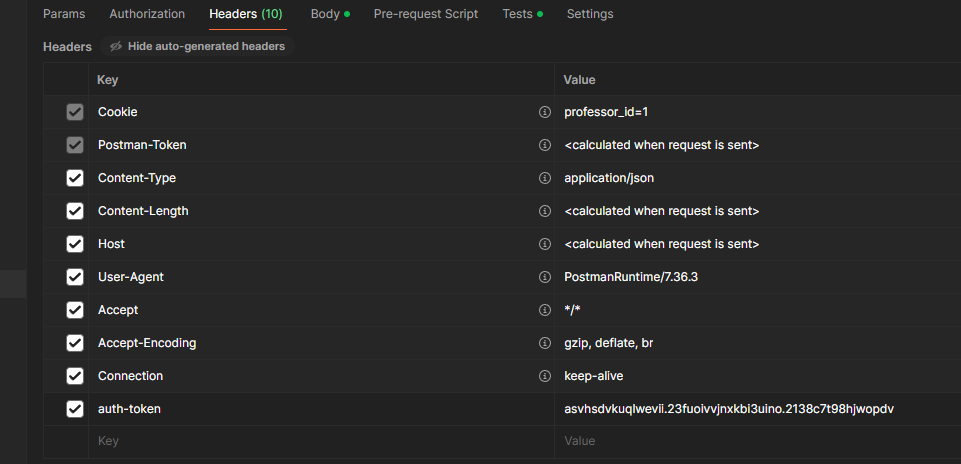 Params Authorization Headers (10) Body Pre-request Script Tests Settings
Headers Hide auto-generated headers
Key Value
Cookie professor_id=1
Postman-Token <calculated when request is sent>
Content-Type application/json
Content-Length <calculated when request is sent>
Host <calculated when request is sent>
User-Agent PostmanRuntime/7.36.3
Accept */*
Accept-Encoding gzip, deflate, br
Connection keep-alive
auth-token asvhsdvkuqlwevii.23fuoivvjnxkbi3uino.2138c7t98hjwopdv
Key Value